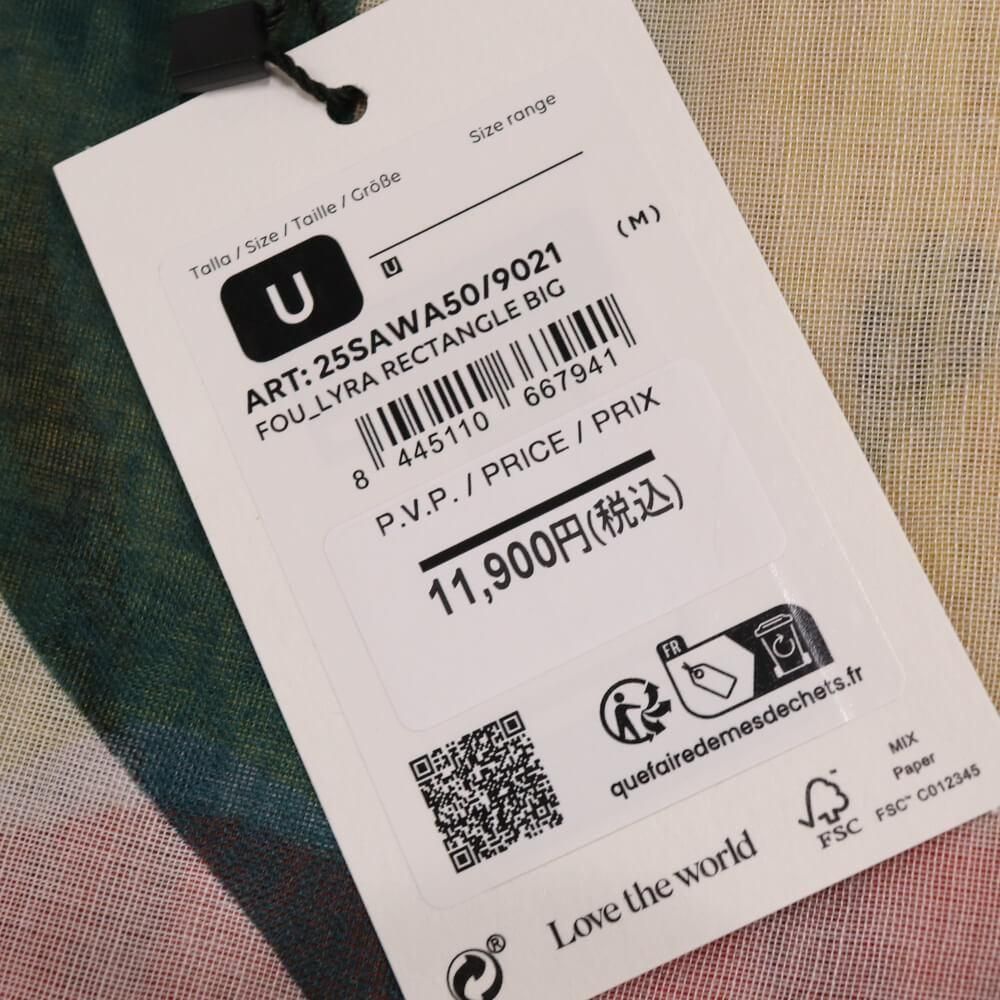 Talla / Size / Taille / Größe
Size range
U
U
(M)
ART: 25SAWA50/9021
FOU_LYRA RECTANGLE BIG
8 445110 667941
P.V.P. / PRICE / PRIX
11,900円(税込)
FR
quefairedemesdechets.fr
MIX
Paper
FSC™ C012345
FSC
Love the world
®